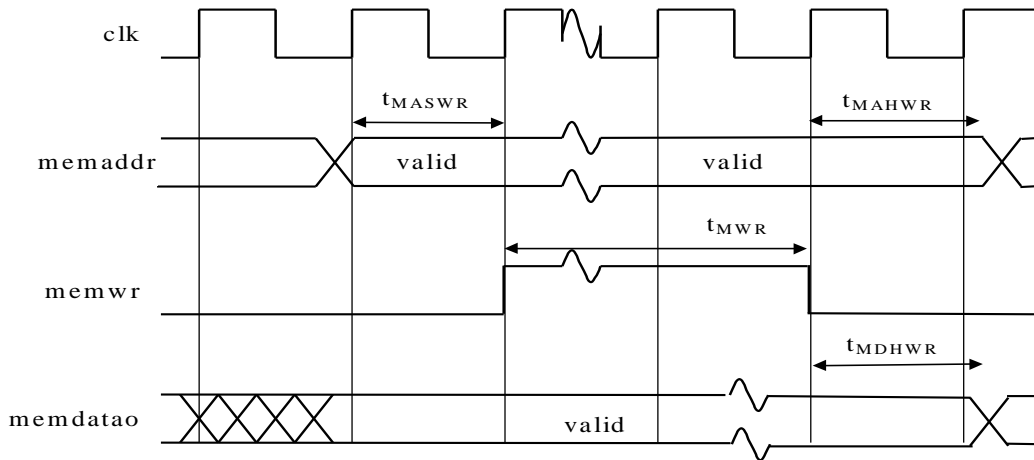 clk
tMASWR
tMAHWR
memaddr
valid
valid
tMWR
memwr
tMDHWR
memdatao
valid